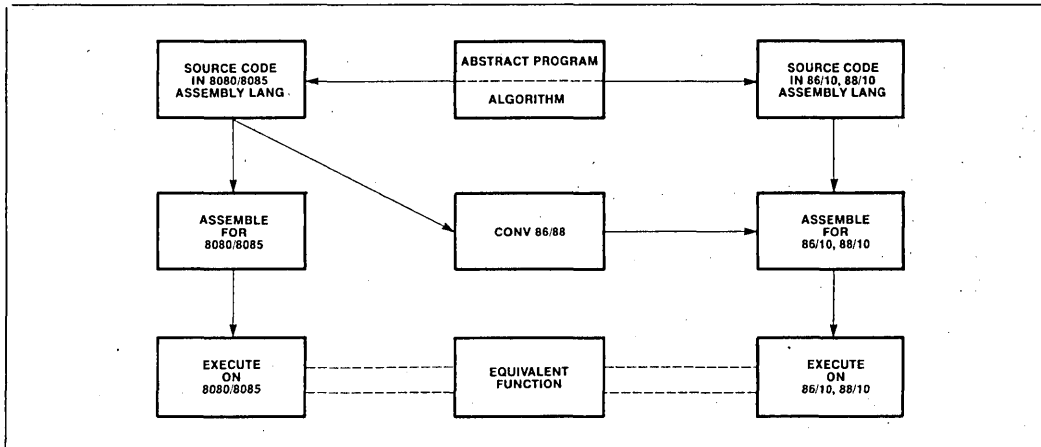 SOURCE CODE
IN 8080/8085
ASSEMBLY LANG
ABSTRACT PROGRAM
ALGORITHM
SOURCE CODE
IN 86/10, 88/10
ASSEMBLY LANG
ASSEMBLE
FOR
8080/8085
CONV 86/88
ASSEMBLE
FOR
86/10, 88/10
EXECUTE
ON
8080/8085
EQUIVALENT
FUNCTION
EXECUTE
ON
86/10, 88/10